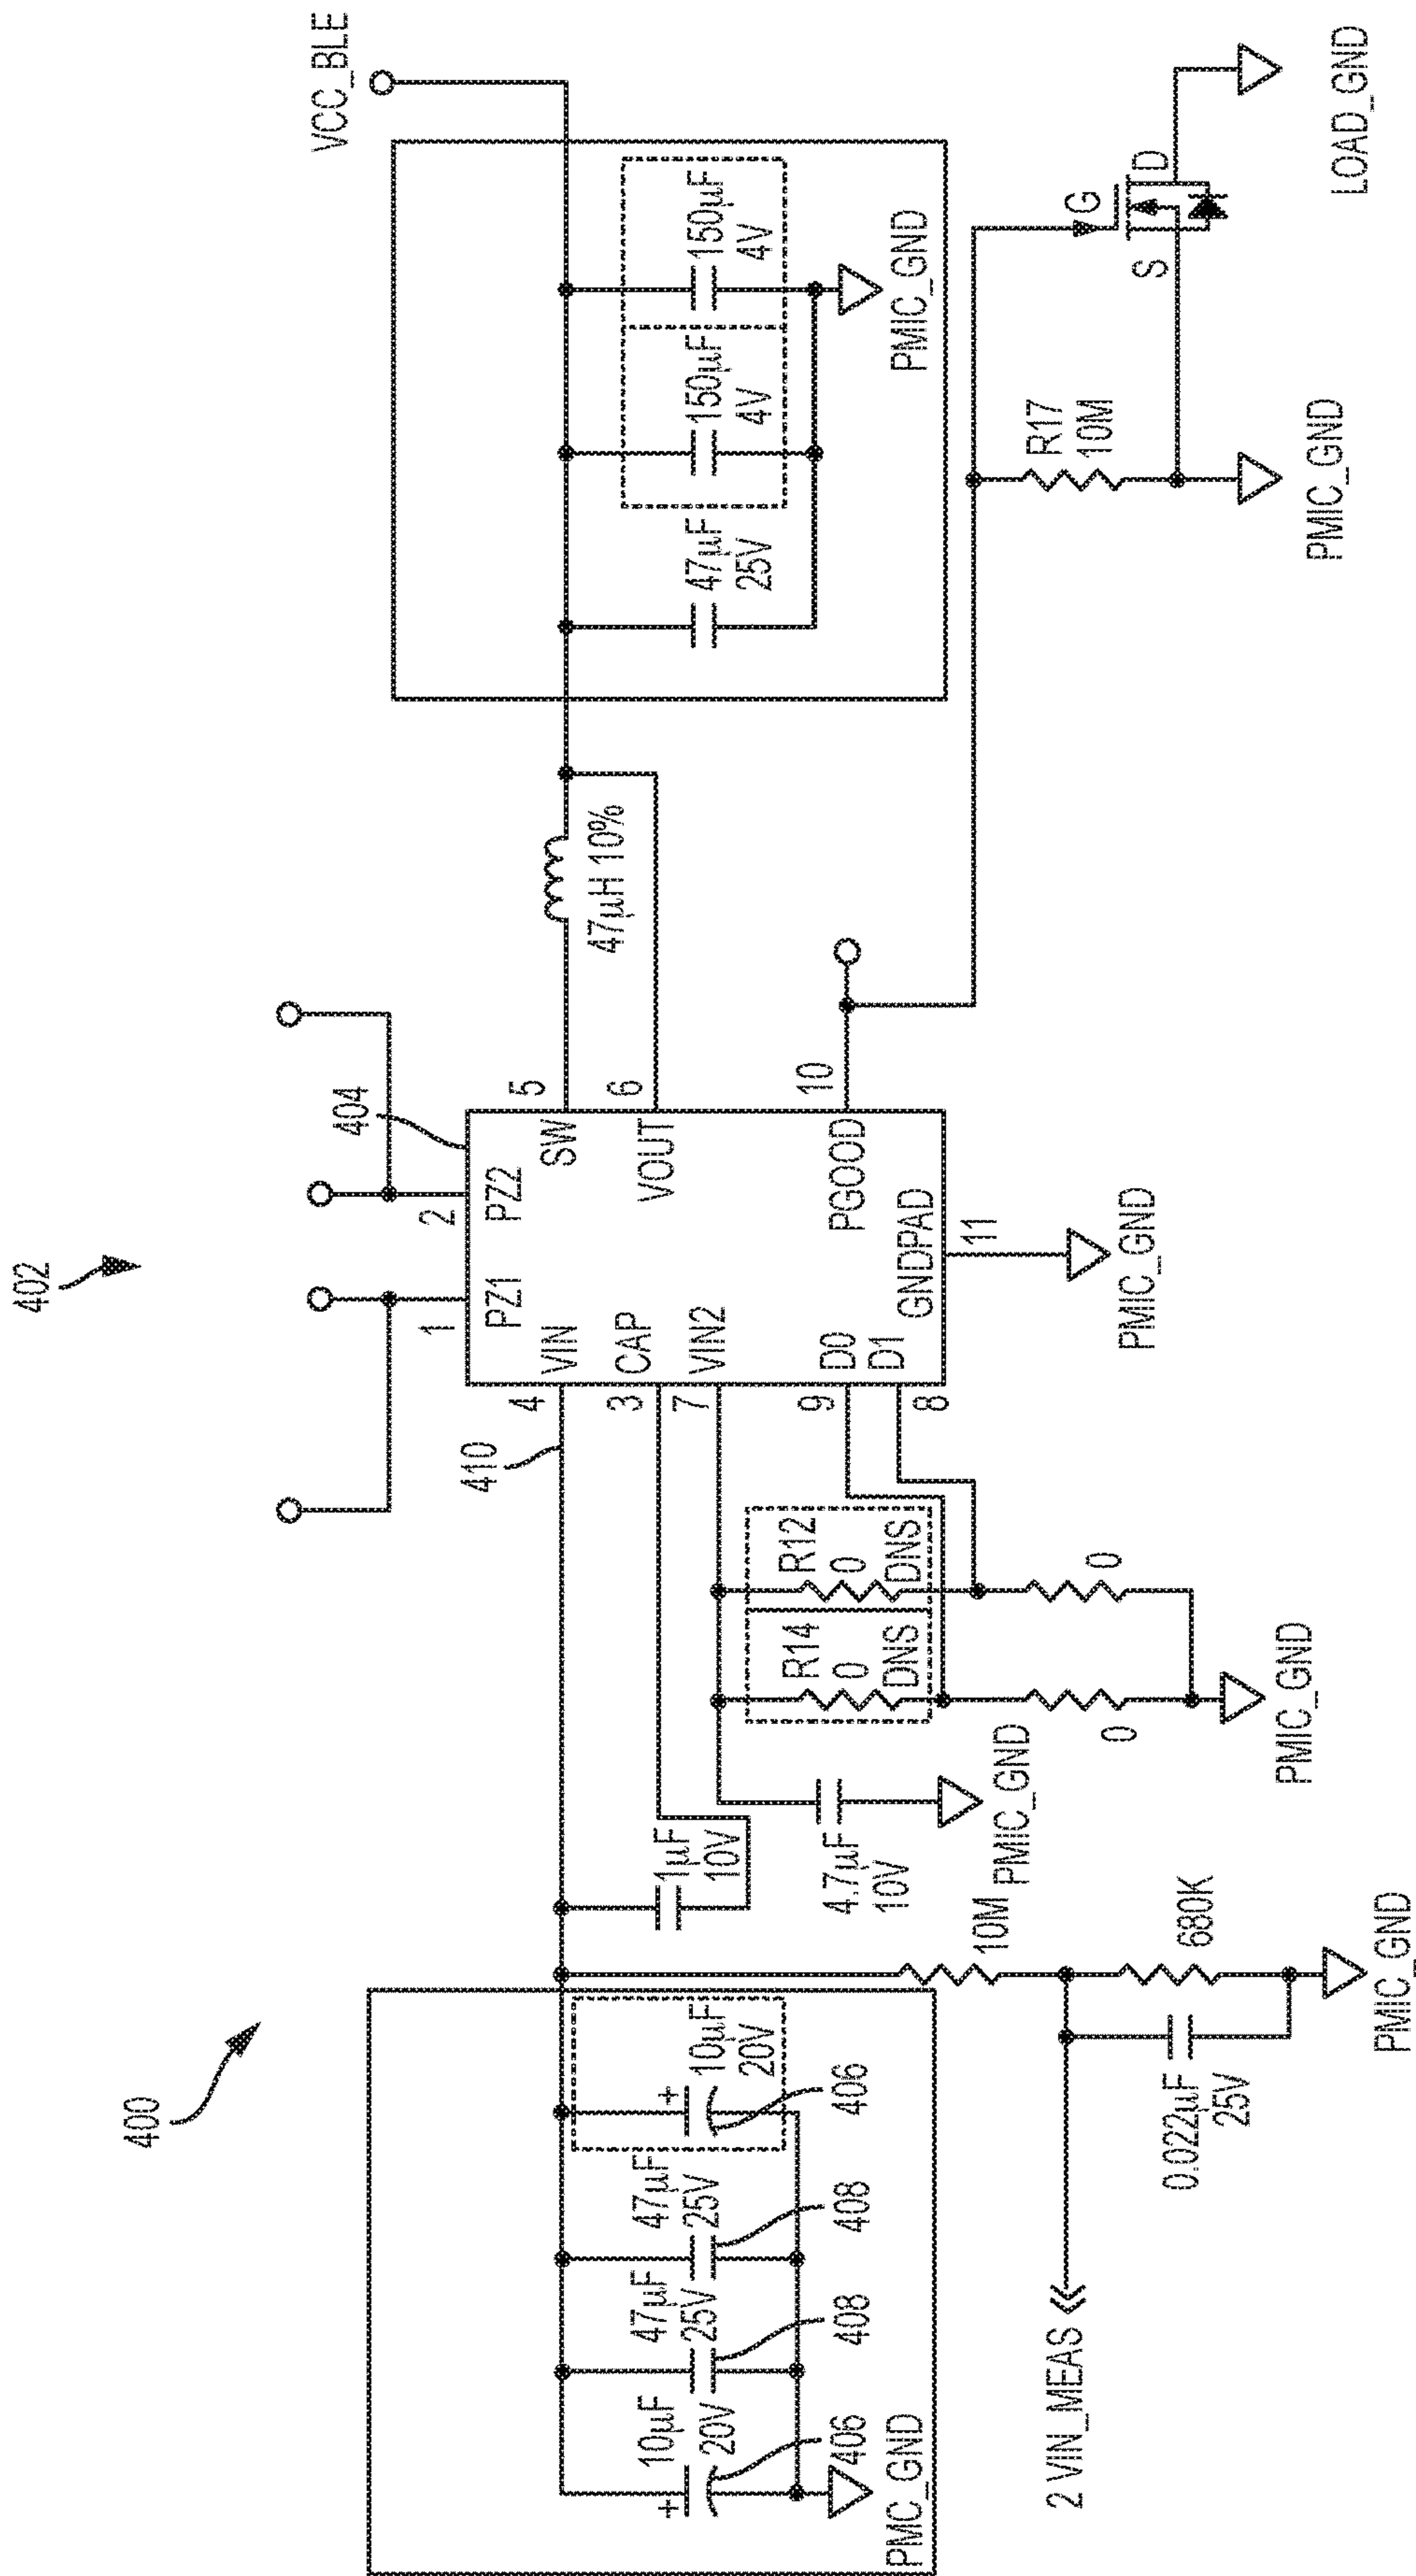 400
402
10µF
20V
406
47µF
25V
408
47µF
25V
408
10µF
20V
406
PMC_GND
2 VIN_MEAS
10M
680K
0.022µF
25V
PMIC_GND
1µF
10V
4.7µF
10V
PMIC_GND
R14
0
DNS
R12
0
DNS
0
0
PMIC_GND
410
404
1
PZ1
2
PZ2
4
VIN
3
CAP
7
VIN2
9
D0
8
D1
5
SW
6
VOUT
10
PGOOD
GNDPAD
11
PMIC_GND
47µH 10%
47µF
25V
150µF
4V
150µF
4V
PMIC_GND
VCC_BLE
R17
10M
G
S
D
PMIC_GND
LOAD_GND